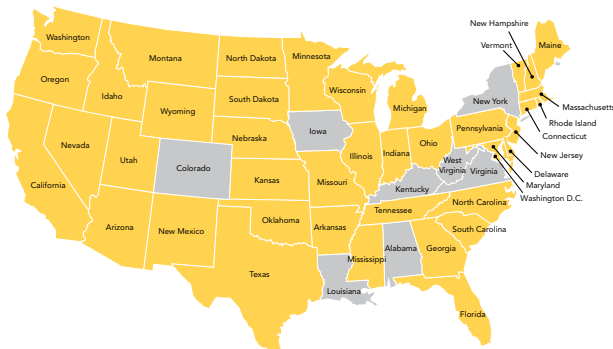 New Hampshire
Vermont
Maine
Washington
Montana
North Dakota
Minnesota
Oregon
Idaho
Wisconsin
South Dakota
Wyoming
Michigan
New York
Massachusetts
Rhode Island
Connecticut
Iowa
Nebraska
Pennsylvania
Nevada
Utah
Colorado
Illinois
Indiana
Ohio
New Jersey
West
Virginia
Virginia
Delaware
Maryland
Washington D.C.
California
Kansas
Missouri
Kentucky
North Carolina
Tennessee
Oklahoma
Arkansas
South Carolina
Arizona
New Mexico
Mississippi
Alabama
Georgia
Texas
Louisiana
Florida